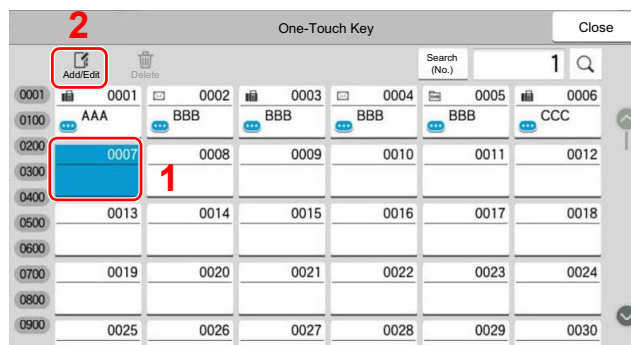 2
One-Touch Key
Close
Add/Edit
Delete
Search
(No.)
1
0001
0100
0200
0300
0400
0500
0600
0700
0800
0900
0001 0002 0003 0004 0005 0006
AAA BBB BBB BBB BBB CCC
0007 0008 0009 0010 0011 0012
1
0013 0014 0015 0016 0017 0018
0019 0020 0021 0022 0023 0024
0025 0026 0027 0028 0029 0030